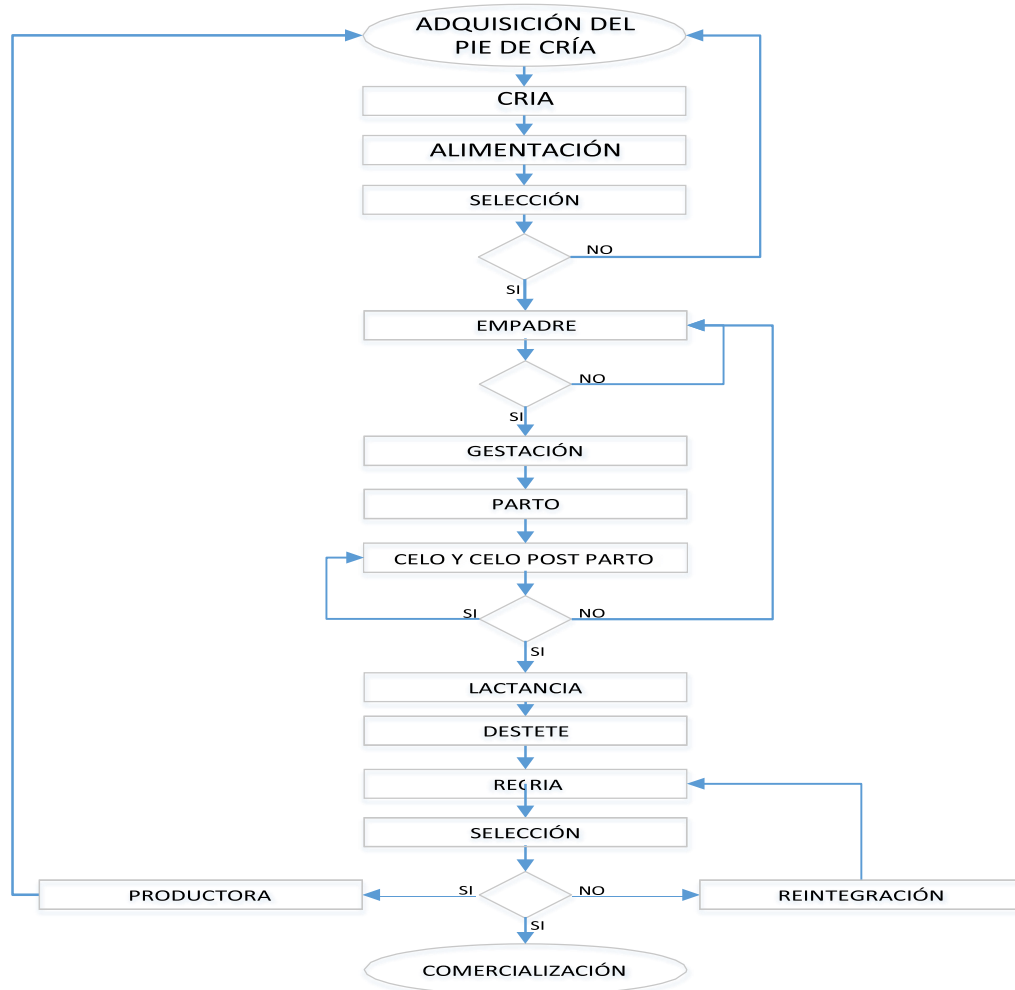 ADQUISICIÓN DEL
PIE DE CRÍA
CRIA
ALIMENTACIÓN
SELECCIÓN
NO
SI
EMPADRE
NO
SI
GESTACIÓN
PARTO
CELO Y CELO POST PARTO
SI
NO
SI
LACTANCIA
DESTETE
RECRIA
SELECCIÓN
SI
NO
PRODUCTORA
REINTEGRACIÓN
SI
COMERCIALIZACIÓN